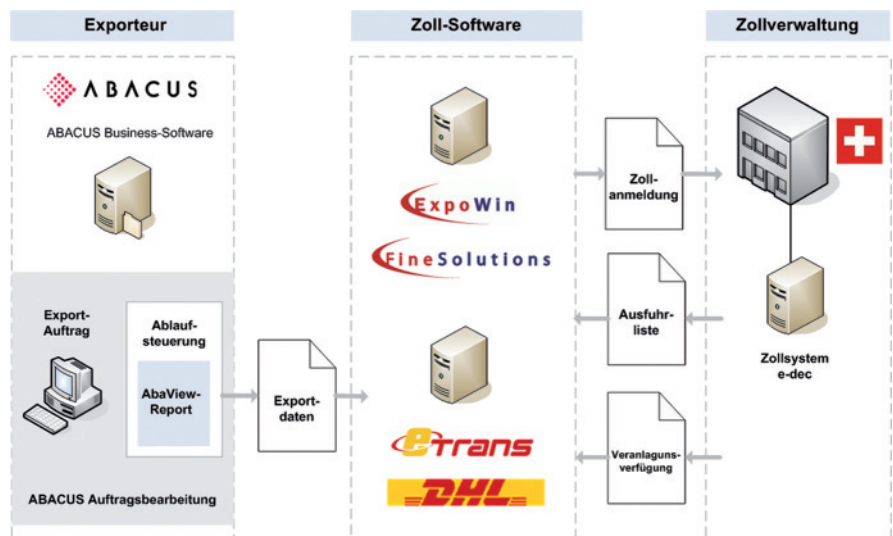 Exporteur
Zoll-Software
Zollverwaltung
ABACUS
ABACUS Business-Software
Export-
Auftrag
Ablauf-
steuerung
AbaView-
Report
ABACUS Auftragsbearbeitung
Export-
daten
ExpoWin
FineSolutions
eTrans
DHL
Zoll-
anmeldung
Ausfuhr-
liste
Veranlaguns-
verfügung
Zollsystem
e-dec